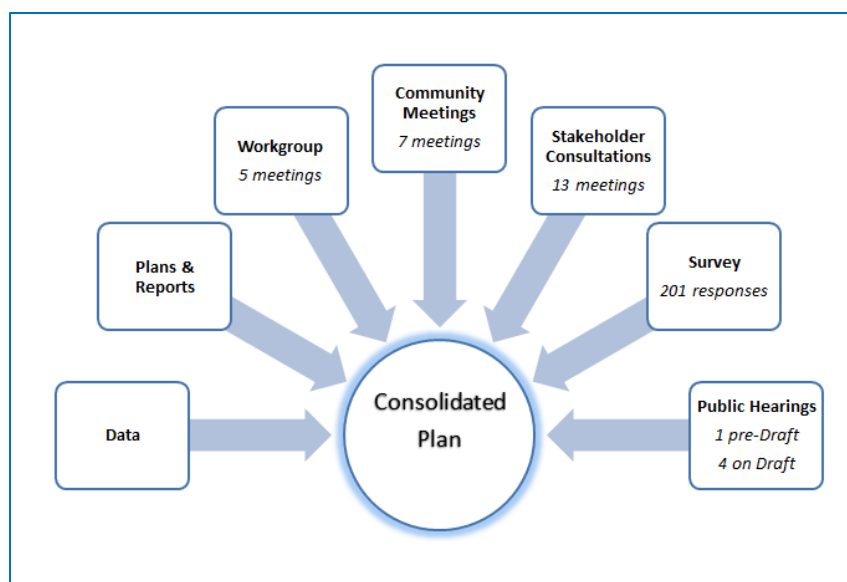 Community
Meetings
7 meetings
Workgroup
5 meetings
Stakeholder
Consultations
13 meetings
Plans &
Reports
Survey
201 responses
Data
Consolidated
Plan
Public Hearings
1 pre-Draft
4 on Draft